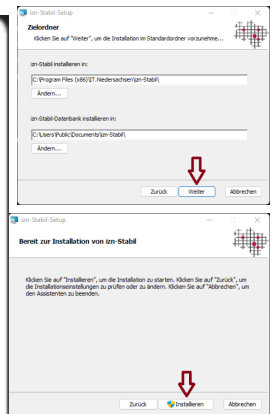 izn-Stabil-Setup
Zielordner
Klicken Sie auf "Weiter", um die Installation im Standardordner vorzunehme...
izn-Stabil installieren in:
C:\Program Files (x86)\IT.Niedersachsen\izn-Stabil\
Ändern...
izn-Stabil-Datenbank installieren in:
C:\Users\Public\Documents\izn-Stabil\
Ändern...
Zurück Weiter Abbrechen
izn-Stabil-Setup
Bereit zur Installation von izn-Stabil
Klicken Sie auf "Installieren", um die Installation zu starten. Klicken Sie auf "Zurück", um
die Installationseinstellungen zu prüfen oder zu ändern. Klicken Sie auf "Abbrechen", um
den Assistenten zu beenden.
Zurück Installieren Abbrechen